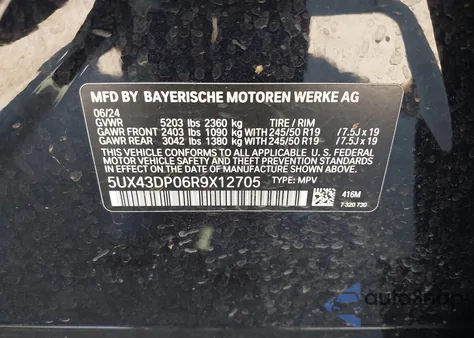 MFD BY BAYERISCHE MOTOREN WERKE AG
06/24
GVWR 5203 lbs 2360 kg TIRE / RIM
GAWR FRONT 2403 lbs 1090 kg WITH 245/50 R19 /7.5J x 19
GAWR REAR 3042 lbs 1380 kg WITH 245/50 R19 /7.5J x 19
THIS VEHICLE CONFORMS TO ALL APPLICABLE U.S. FEDERAL
MOTOR VEHICLE SAFETY, BUMPER, AND THEFT PREVENTION STANDARDS
IN EFFECT ON THE DATE OF MANUFACTURE SHOWN ABOVE.
5UX43DP06R9X12705 TYPE: MPV
416M
7 320 730
autosnap